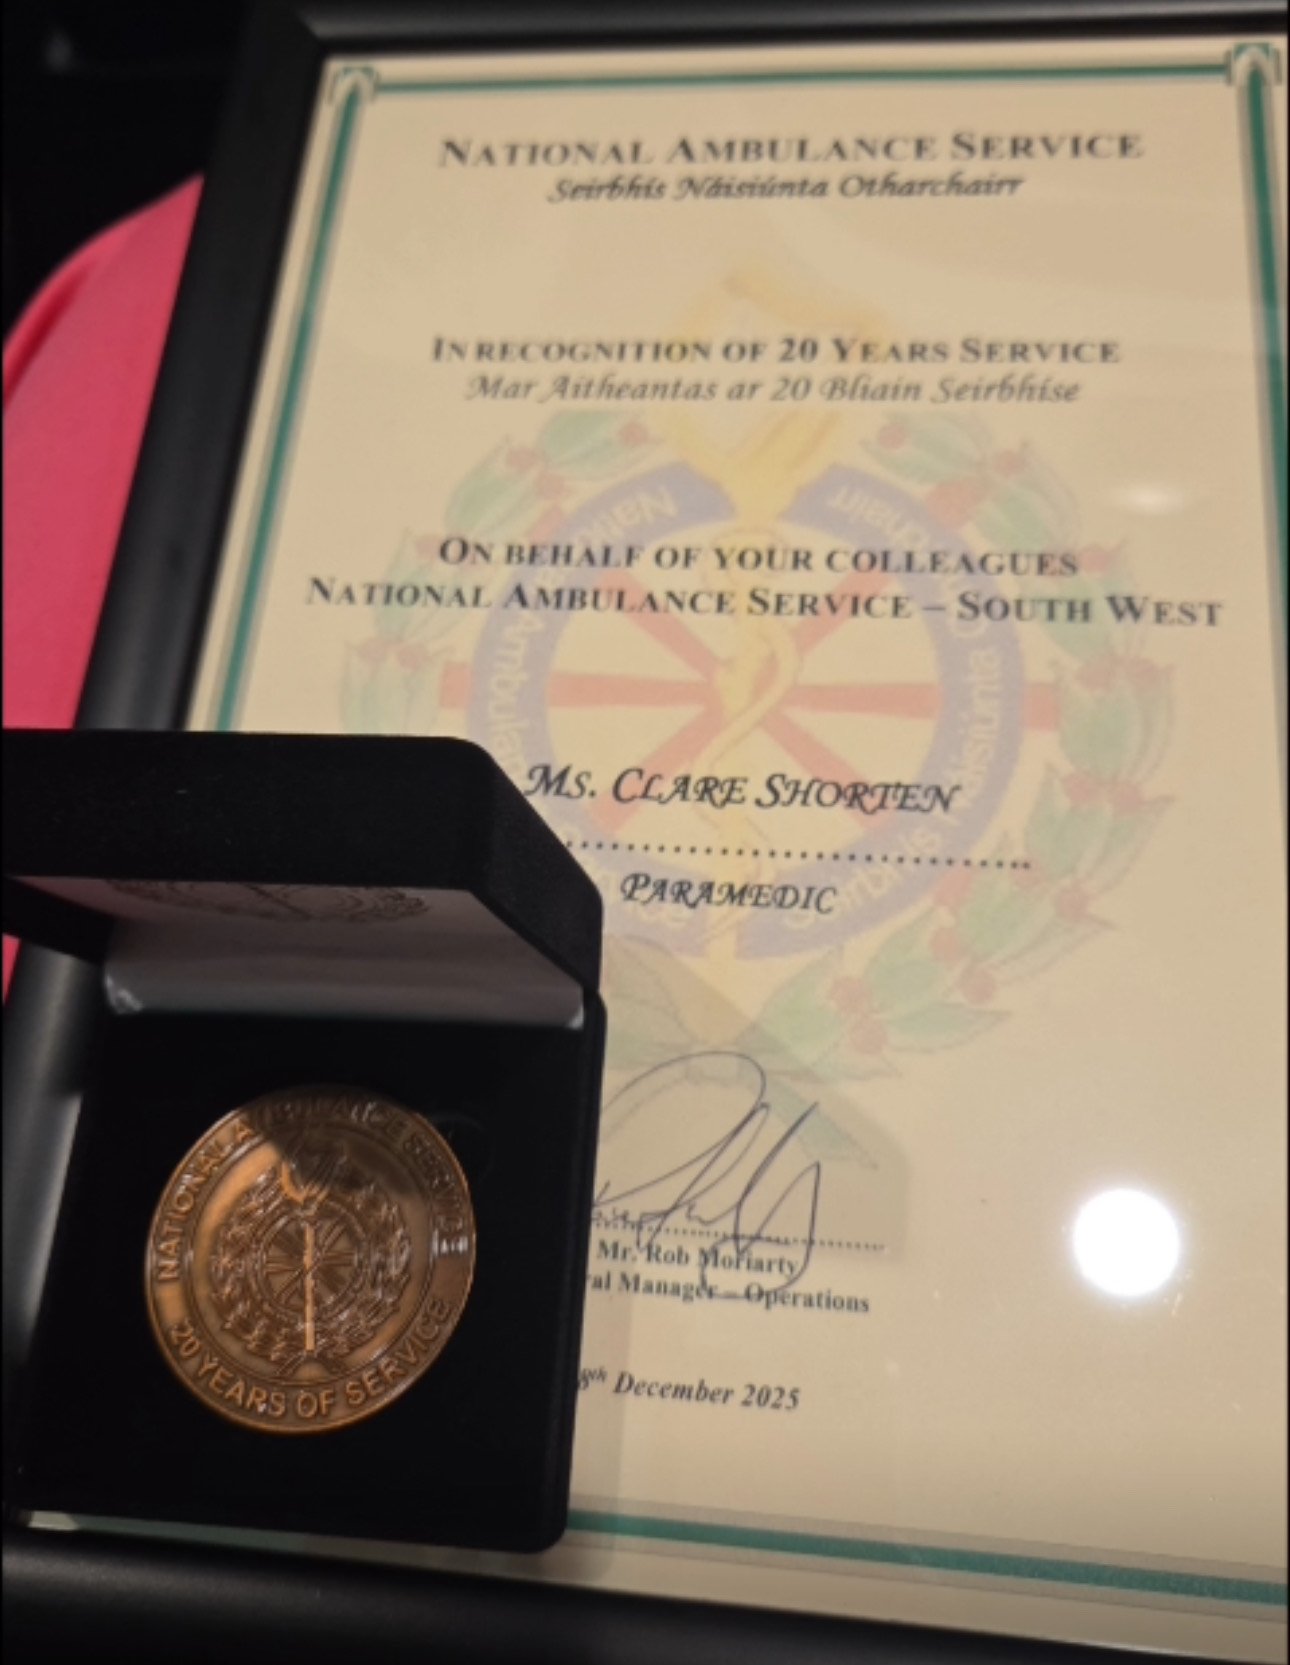 NATIONAL AMBULANCE SERVICE
Seirbhís Náisiúnta Otharchairr
IN RECOGNITION OF 20 YEARS SERVICE
Mar Aitheantas ar 20 Bliain Seirbhíse
ON BEHALF OF YOUR COLLEAGUES
NATIONAL AMBULANCE SERVICE – SOUTH WEST
MS. CLARE SHORTEN
PARAMEDIC
Mr. Rob Moriarty
Manager – Operations
December 2025
NATIONAL AMBULANCE SERVICE
20 YEARS OF SERVICE